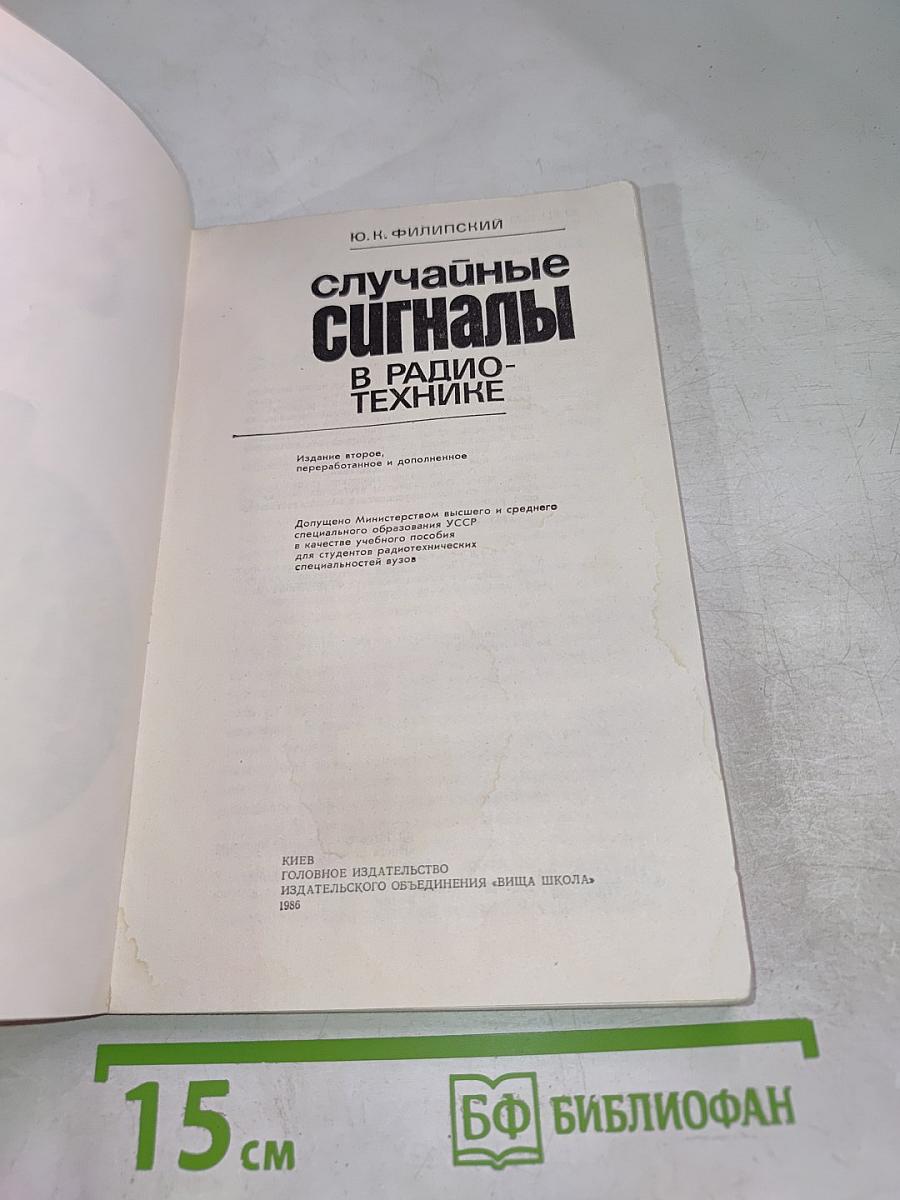 Ю. К. ФИЛИПСКИЙ
Случайные
Сигналы
В РАДИО-
ТЕХНИКЕ
Издание второе,
переработанное и дополненное
Допущено Министерством высшего и среднего
специального образования УССР
в качестве учебного пособия
для студентов радиотехнических
специальностей вузов
КИЕВ
ГОЛОВНОЕ ИЗДАТЕЛЬСТВО
ИЗДАТЕЛЬСКОГО ОБЪЕДИНЕНИЯ «ВИЩА ШКОЛА»
1986
15 см
БФ БИБЛИОФАН